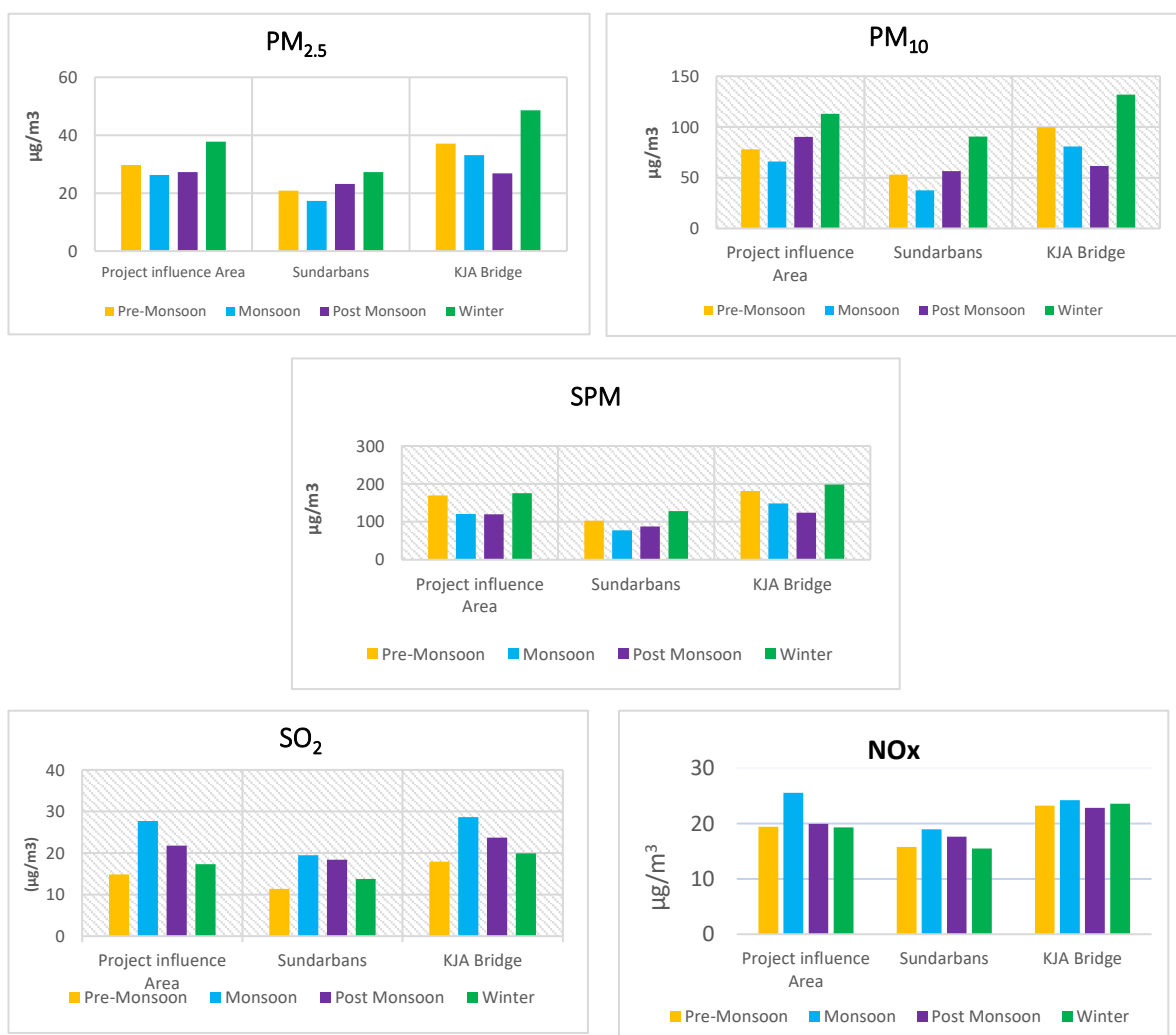 PM2.5
60
40
20
0
µg/m3
Project influence Area Sundarbans KJA Bridge
Pre-Monsoon Monsoon Post Monsoon Winter
PM10
150
100
50
0
µg/m3
Project influence Sundarbans KJA Bridge
Area
Pre-Monsoon Monsoon Post Monsoon Winter
SPM
300
200
100
0
µg/m3
Project influence Sundarbans KJA Bridge
Area
Pre-Monsoon Monsoon Post Monsoon Winter
SO2
40
30
20
10
0
(µg/m3)
Project influence Sundarbans KJA Bridge
Area
Pre-Monsoon Monsoon Post Monsoon Winter
NOx
30
20
10
0
µg/m³
Project influence Sundarbans KJA Bridge
Area
Pre-Monsoon Monsoon Post Monsoon Winter